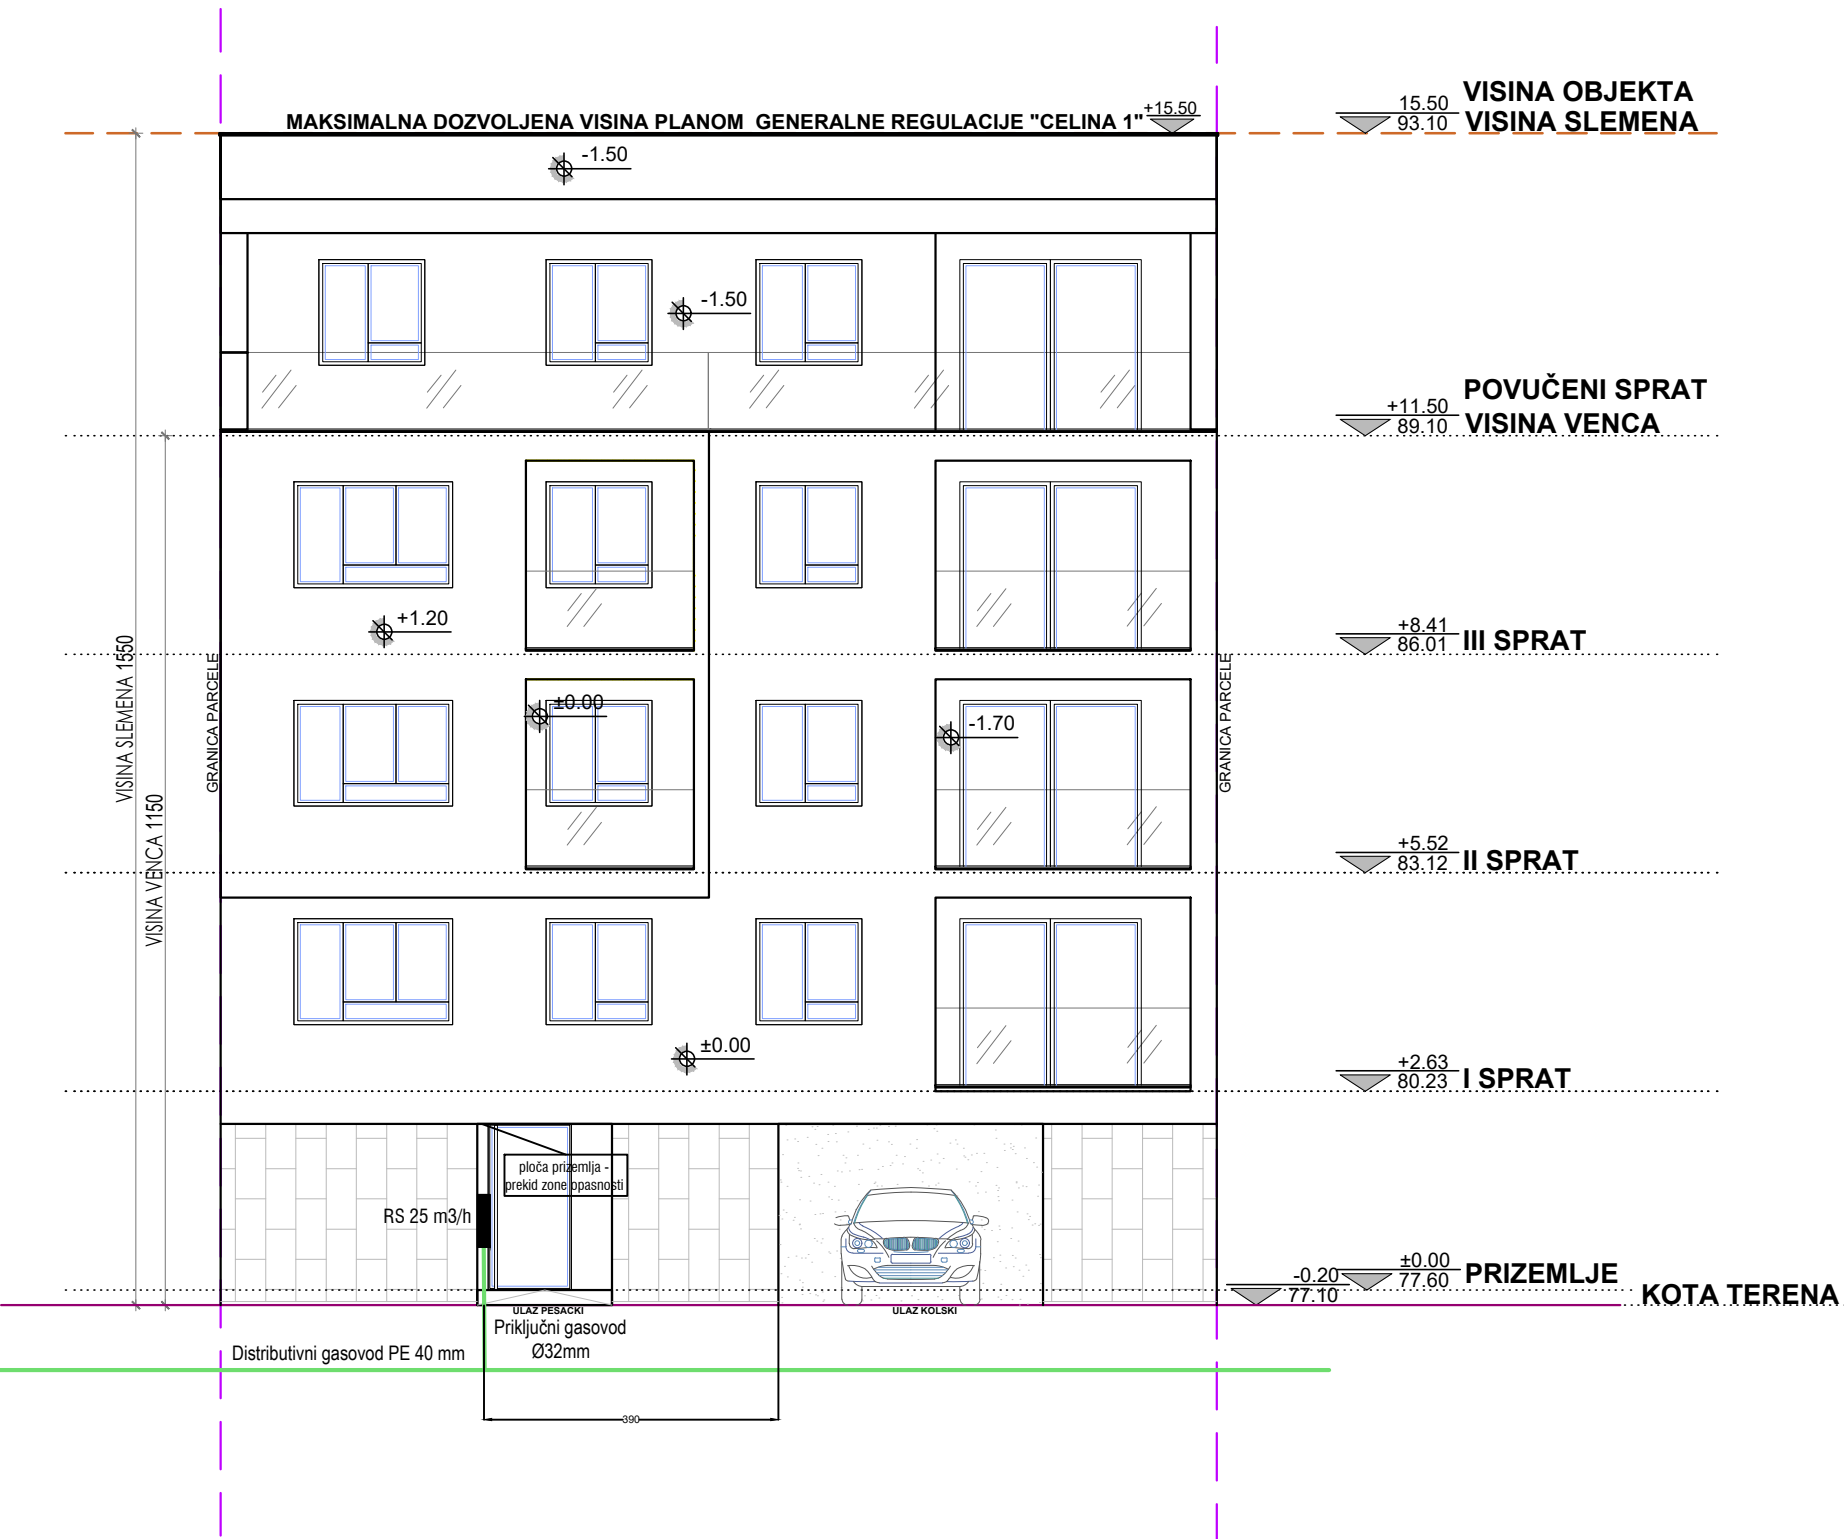 VISINA OBJEKTA
15.50
93.10 VISINA SLEMENA
MAKSIMALNA DOZVOLJENA VISINA PLANOM GENERALNE REGULACIJE "CELINA 1"
+15.50
-1.50
-1.50
POVUČENI SPRAT
+11.50
89.10 VISINA VENCA
+1.20
+8.41
86.01 III SPRAT
VISINA SLEMENA 1550
GRANICA PARCELE
GRANICA PARCELE
±0.00
-1.70
VISINA VENCA 1150
+5.52
83.12 II SPRAT
±0.00
+2.63
80.23 I SPRAT
ploča prizemlja -
prekid zone opasnosti
RS 25 m3/h
±0.00
77.60 PRIZEMLJE
-0.20
77.10
KOTA TERENA
ULAZ PESACKI
ULAZ KOLSKI
Priključni gasovod
Ø32mm
Distributivni gasovod PE 40 mm
390